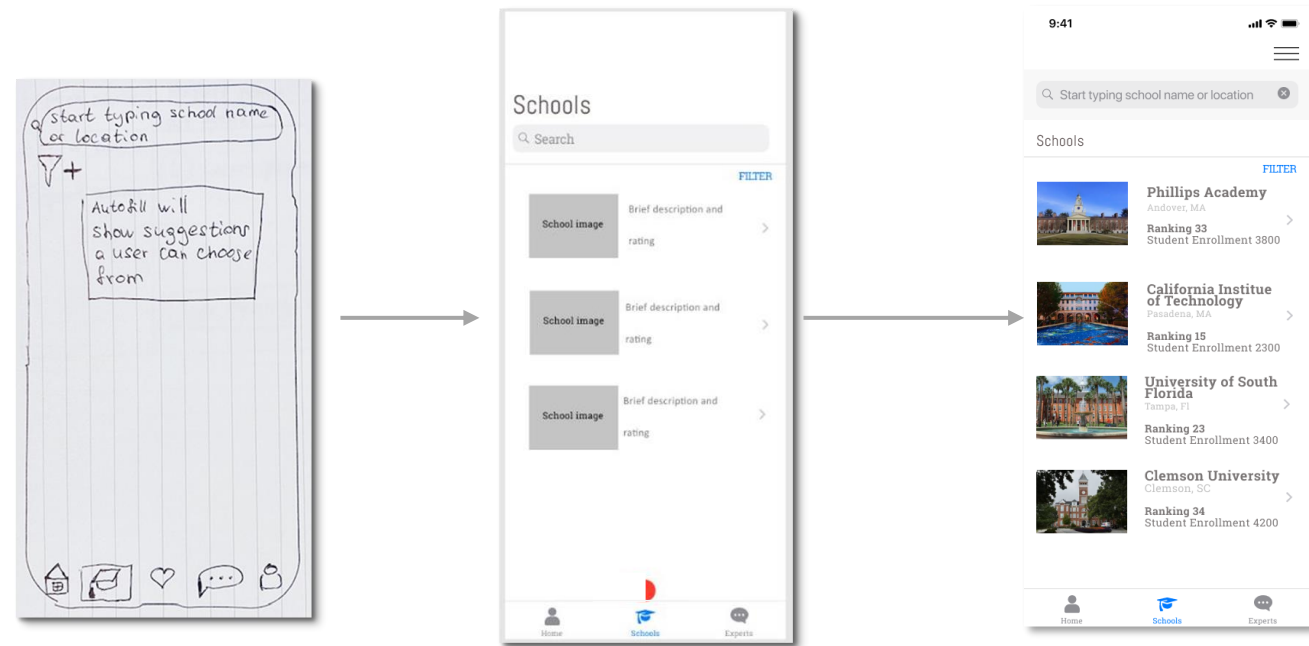 start typing school name
or location
Autofill will
show suggestions
a user can choose
from
Schools
Search
FILTER
School image
Brief description and
rating
School image
Brief description and
rating
School image
Brief description and
rating
Home
Schools
Experts
9:41
Start typing school name or location
Schools
FILTER
Phillips Academy
Andover, MA
Ranking 33
Student Enrollment 3800
California Institue
of Technology
Pasadena, MA
Ranking 15
Student Enrollment 2300
University of South
Florida
Tampa, Fl
Ranking 23
Student Enrollment 3400
Clemson University
Clemson, SC
Ranking 34
Student Enrollment 4200
Home
Schools
Experts